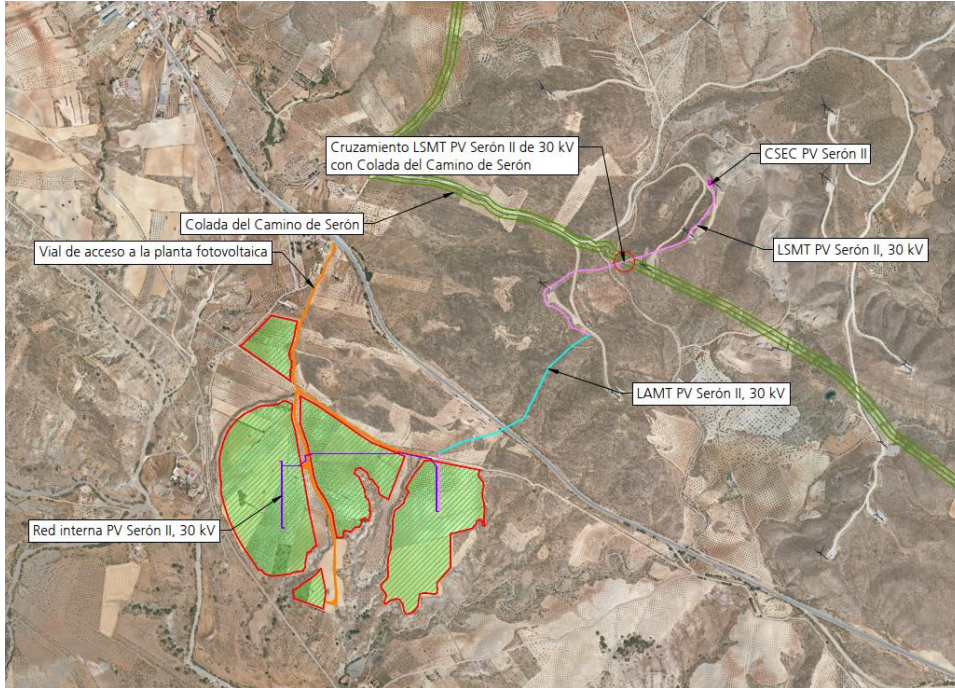 Cruzamiento LSMT PV Serón II de 30 kV
con Colada del Camino de Serón
CSEC PV Serón II
Colada del Camino de Serón
LSMT PV Serón II, 30 kV
Vial de acceso a la planta fotovoltaica
LAMT PV Serón II, 30 kV
Red interna PV Serón II, 30 kV